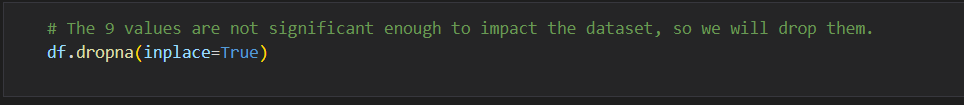 # The 9 values are not significant enough to impact the dataset, so we will drop them.
df.dropna(inplace=True)